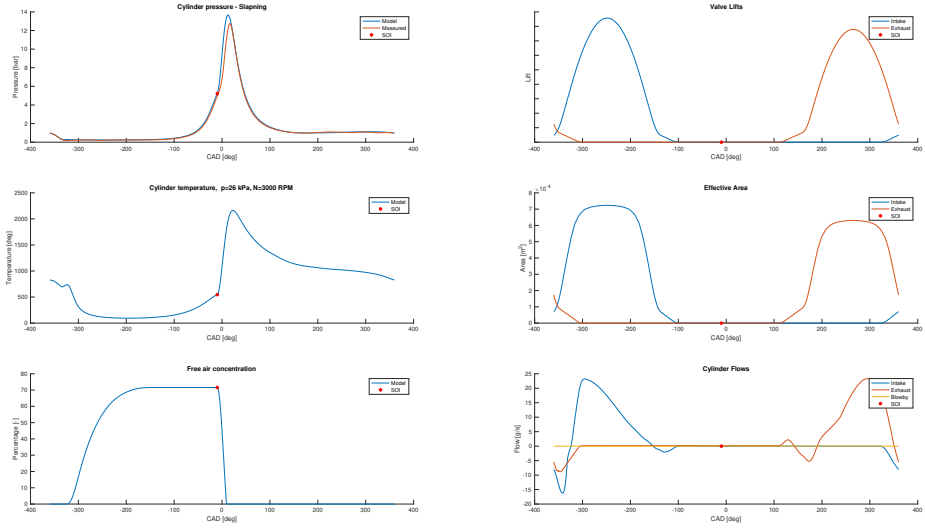 Cylinder pressure - Slapning
14
12
10
8
6
4
2
0
Pressure [bar]
-400 -300 -200 -100 0 100 200 300 400
CAD [deg]
Model
Measured
SOI
Valve Lifts
Lift
-400 -300 -200 -100 0 100 200 300 400
CAD [deg]
Intake
Exhaust
SOI
Cylinder temperature, p=26 kPa, N=3000 RPM
2500
2000
1500
1000
500
0
Temperature [deg]
-400 -300 -200 -100 0 100 200 300 400
CAD [deg]
Model
SOI
Effective Area
×10⁻⁴
8
7
6
5
4
3
2
1
0
Area [m²]
-400 -300 -200 -100 0 100 200 300 400
CAD [deg]
Intake
Exhaust
SOI
Free air concentration
80
70
60
50
40
30
20
10
0
Percentage [-]
-400 -300 -200 -100 0 100 200 300 400
CAD [deg]
Model
SOI
Cylinder Flows
25
20
15
10
5
0
-5
-10
-15
-20
Flow [g/s]
-400 -300 -200 -100 0 100 200 300 400
CAD [deg]
Intake
Exhaust
Blowby
SOI